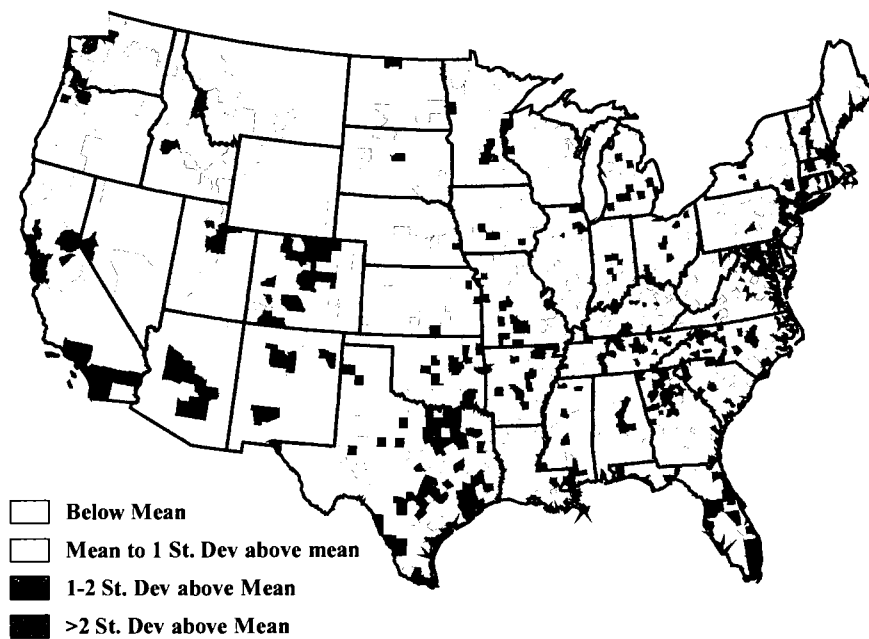 Below Mean
Mean to 1 St. Dev above mean
1-2 St. Dev above Mean
>2 St. Dev above Mean